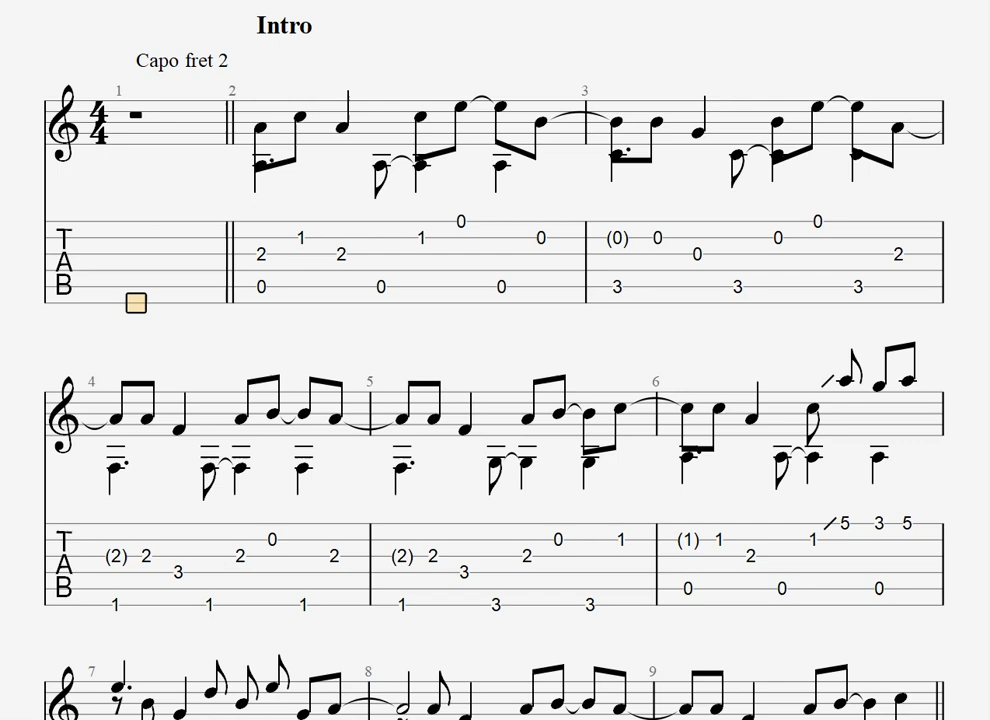 Intro
Capo fret 2
1 2 3
4 4
0 0
1 1 0 (0) 0 0
2 2 0 2
0 0 0 3 3 3
T A B
4 5 6
5 3 5
0 0 1 (1) 1 1
(2) 2 2 2 (2) 2 2 2
3 3
0 0 0
1 1 1 1 3 3
T A B
7 8 9